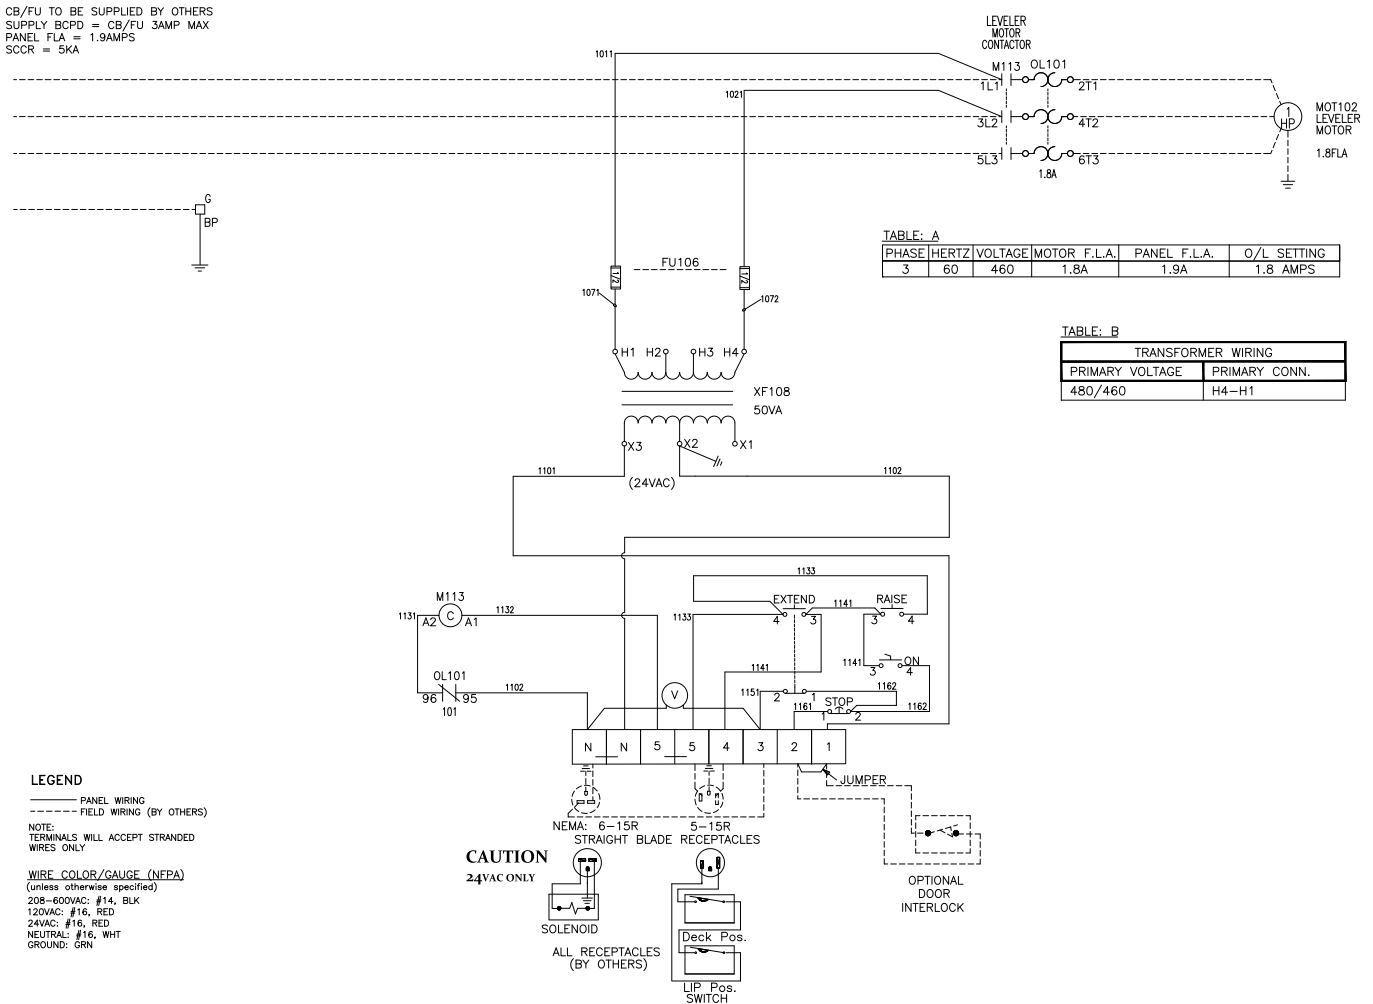 CB/FU TO BE SUPPLIED BY OTHERS
SUPPLY BCPD = CB/FU 3AMP MAX
PANEL FLA = 1.9AMPS
SCCR = 5KA
LEVELER
MOTOR
CONTACTOR
1011
M113 OL101
1L1 2T1
1021
3L2 4T2
1
HP
MOT102
LEVELER
MOTOR
5L3 6T3
1.8FLA
1.8A
G
BP
TABLE: A
PHASE HERTZ VOLTAGE MOTOR F.L.A. PANEL F.L.A. O/L SETTING
3 60 460 1.8A 1.9A 1.8 AMPS
FU106
1/2 1/2
1071 1072
TABLE: B
TRANSFORMER WIRING
PRIMARY VOLTAGE PRIMARY CONN.
480/460 H4-H1
H1 H2 H3 H4
XF108
50VA
X3 X2 X1
1101 1102
(24VAC)
1133
M113
EXTEND 1141 RAISE
1131 C 1132
A2 A1
1133 4 3 3 4
1141 ON
3 4
1141
OL101
96 95 1102
101
V
1151 2 1 1162
STOP
1161 1 2 1162
N N 5 5 4 3 2 1
JUMPER
NEMA: 6-15R 5-15R
STRAIGHT BLADE RECEPTACLES
CAUTION
24VAC ONLY
SOLENOID
ALL RECEPTACLES
(BY OTHERS)
Deck Pos.
LIP Pos.
SWITCH
OPTIONAL
DOOR
INTERLOCK
LEGEND
PANEL WIRING
FIELD WIRING (BY OTHERS)
NOTE:
TERMINALS WILL ACCEPT STRANDED
WIRES ONLY
WIRE COLOR/GAUGE (NFPA)
(unless otherwise specified)
208-600VAC: #14, BLK
120VAC: #16, RED
24VAC: #16, RED
NEUTRAL: #16, WHT
GROUND: GRN